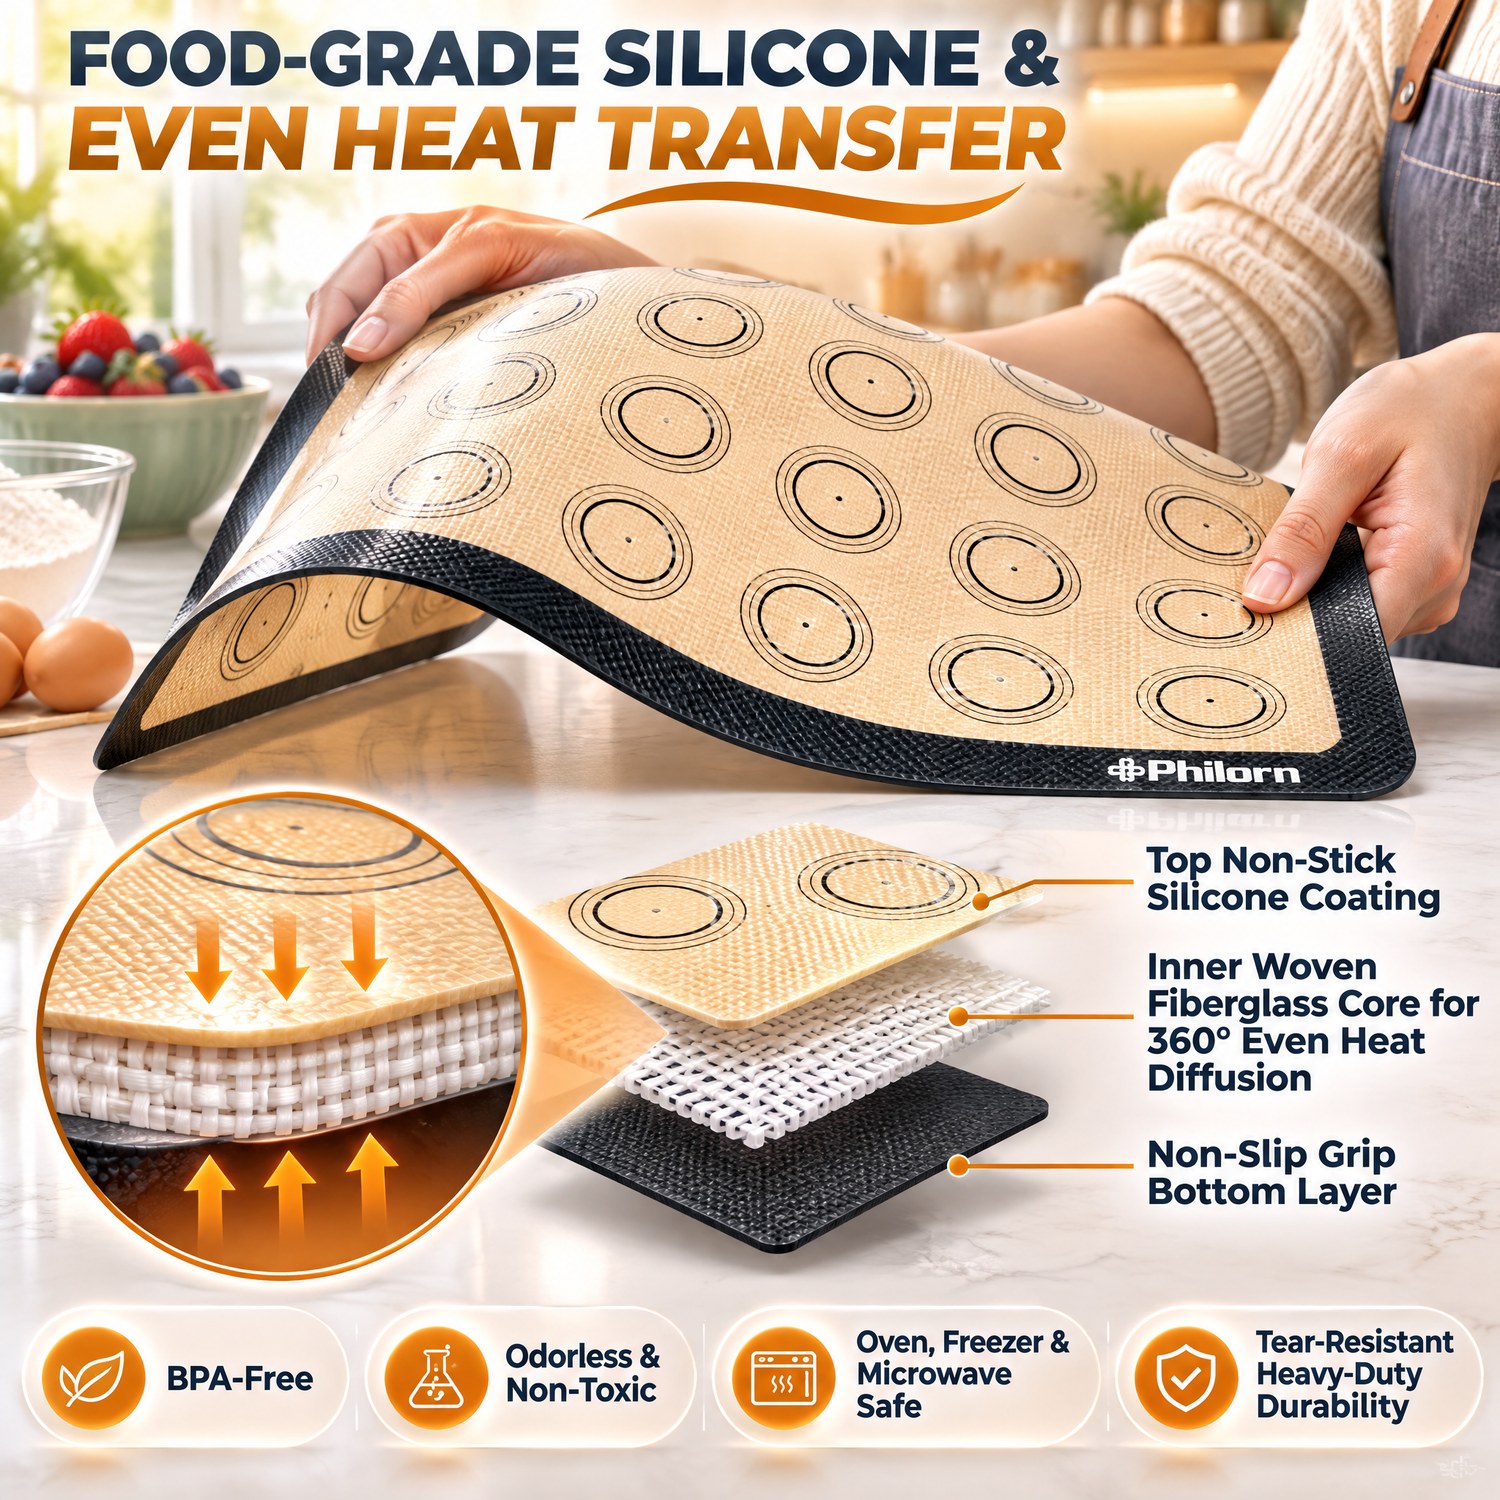 FOOD-GRADE SILICONE &
EVEN HEAT TRANSFER
Philorn
Top Non-Stick
Silicone Coating
Inner Woven
Fiberglass Core for
360° Even Heat
Diffusion
Non-Slip Grip
Bottom Layer
BPA-Free
Odorless &
Non-Toxic
Oven, Freezer &
Microwave
Safe
Tear-Resistant
Heavy-Duty
Durability